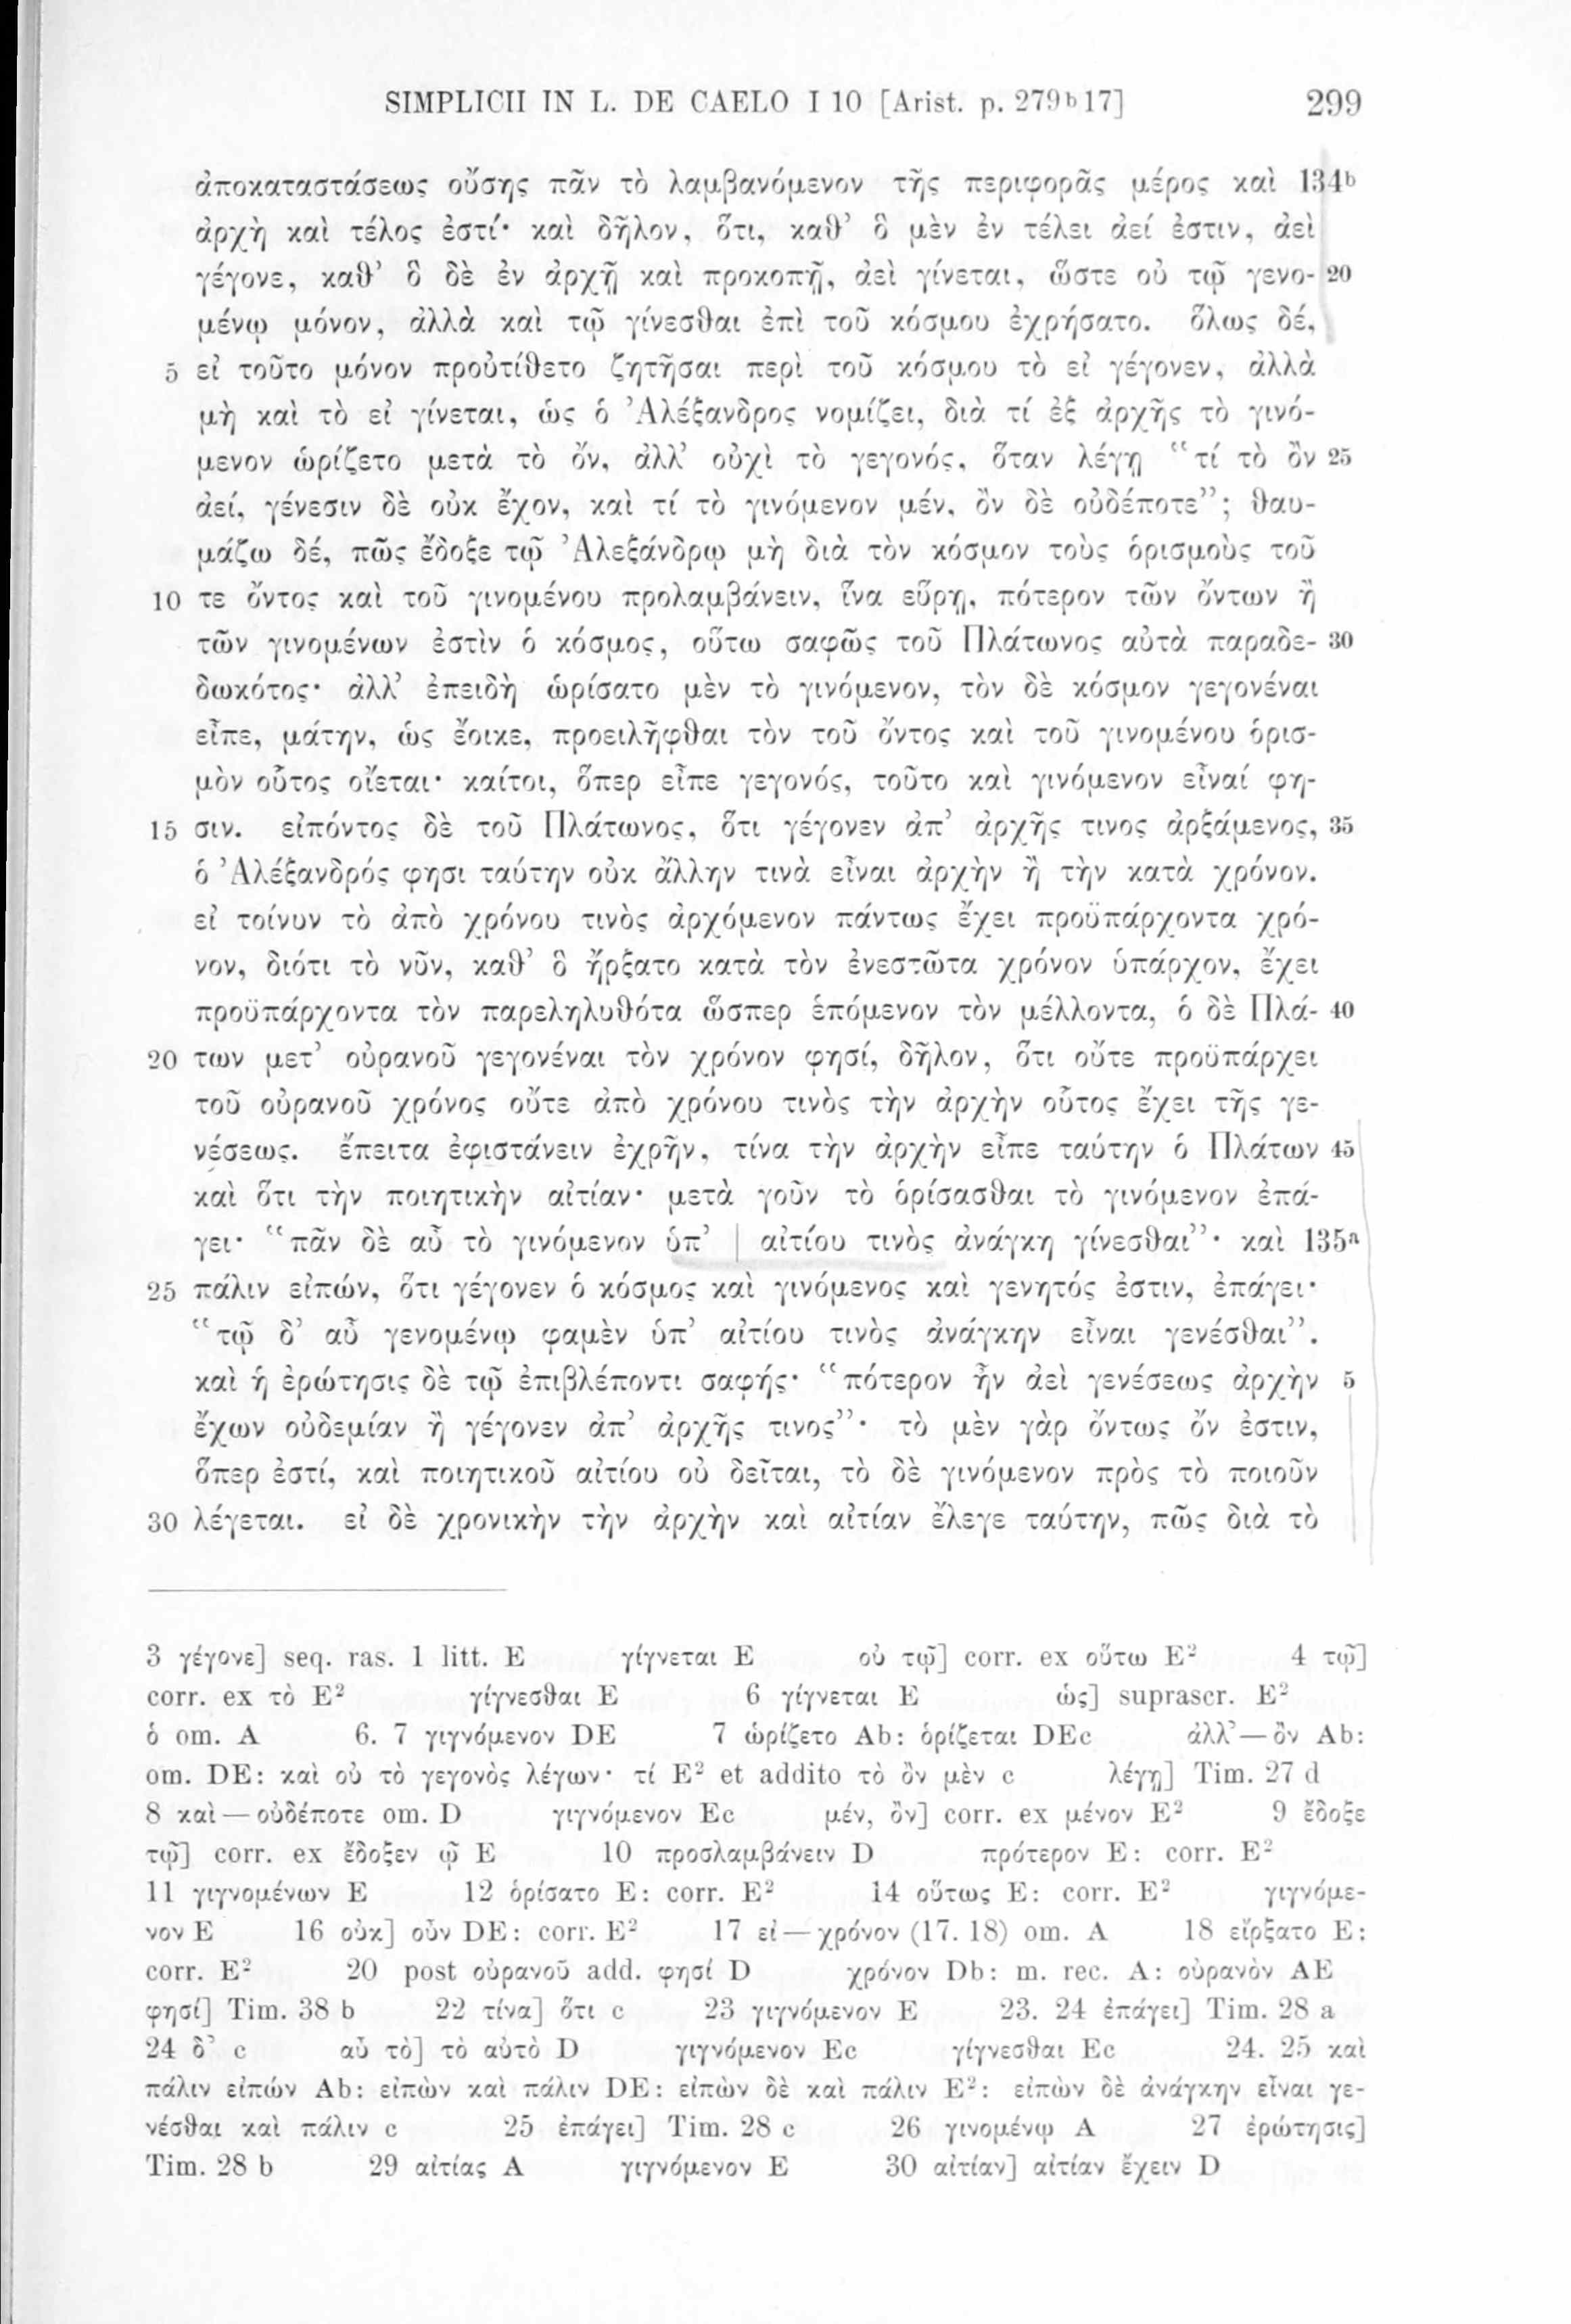 SIMPLICII IN L. DE CAELO I 10 [Arist. p. 279b17] 299
ἀποκαταστάσεως οὔσης πᾶν τὸ λαμβανόμενον τῆς περιφορᾶς μέρος καὶ 134b
ἀρχὴ καὶ τέλος ἐστί· καὶ δῆλον, ὅτι, καθ’ ὃ μὲν ἐν τέλει ἀεί ἐστιν, ἀεὶ
γέγονε, καθ’ ὃ δὲ ἐν ἀρχῇ καὶ προκοπῇ, ἀεὶ γίνεται, ὥστε οὐ τῷ γενο- 20
μένῳ μόνον, ἀλλὰ καὶ τῷ γίνεσθαι ἐπὶ τοῦ κόσμου ἐχρήσατο. ὅλως δέ,
5 εἰ τοῦτο μόνον προὐτίθετο ζητῆσαι περὶ τοῦ κόσμου τὸ εἰ γέγονεν, ἀλλὰ
μὴ καὶ τὸ εἰ γίνεται, ὡς ὁ Ἀλέξανδρος νομίζει, διὰ τί ἐξ ἀρχῆς τὸ γινό-
μενον ὡρίζετο μετὰ τὸ ὄν, ἀλλ’ οὐχὶ τὸ γεγονός, ὅταν λέγῃ “τί τὸ ὂν 25
ἀεί, γένεσιν δὲ οὐκ ἔχον, καὶ τί τὸ γινόμενον μέν, ὂν δὲ οὐδέποτε”; θαυ-
μάζω δέ, πῶς ἔδοξε τῷ Ἀλεξάνδρῳ μὴ διὰ τὸν κόσμον τοὺς ὁρισμοὺς τοῦ
10 τε ὄντος καὶ τοῦ γινομένου προλαμβάνειν, ἵνα εὕρῃ, πότερον τῶν ὄντων ἢ
τῶν γινομένων ἐστὶν ὁ κόσμος, οὕτω σαφῶς τοῦ Πλάτωνος αὐτὰ παραδε- 30
δωκότος· ἀλλ’ ἐπειδὴ ὡρίσατο μὲν τὸ γινόμενον, τὸν δὲ κόσμον γεγονέναι
εἶπε, μάτην, ὡς ἔοικε, προειλῆφθαι τὸν τοῦ ὄντος καὶ τοῦ γινομένου ὁρισ-
μὸν οὗτος οἴεται· καίτοι, ὅπερ εἶπε γεγονός, τοῦτο καὶ γινόμενον εἶναί φη-
15 σιν. εἰπόντος δὲ τοῦ Πλάτωνος, ὅτι γέγονεν ἀπ’ ἀρχῆς τινος ἀρξάμενος, 35
ὁ Ἀλέξανδρός φησι ταύτην οὐκ ἄλλην τινὰ εἶναι ἀρχὴν ἢ τὴν κατὰ χρόνον.
εἰ τοίνυν τὸ ἀπὸ χρόνου τινὸς ἀρχόμενον πάντως ἔχει προϋπάρχοντα χρό-
νον, διότι τὸ νῦν, καθ’ ὃ ἤρξατο κατὰ τὸν ἐνεστῶτα χρόνον ὑπάρχον, ἔχει
προϋπάρχοντα τὸν παρεληλυθότα ὥσπερ ἑπόμενον τὸν μέλλοντα, ὁ δὲ Πλά- 40
20 των μετ’ οὐρανοῦ γεγονέναι τὸν χρόνον φησί, δῆλον, ὅτι οὔτε προϋπάρχει
τοῦ οὐρανοῦ χρόνος οὔτε ἀπὸ χρόνου τινὸς τὴν ἀρχὴν οὗτος ἔχει τῆς γε-
νέσεως. ἔπειτα ἐφιστάνειν ἐχρῆν, τίνα τὴν ἀρχὴν εἶπε ταύτην ὁ Πλάτων 45
καὶ ὅτι τὴν ποιητικὴν αἰτίαν· μετὰ γοῦν τὸ ὁρίσασθαι τὸ γινόμενον ἐπά-
γει· “πᾶν δὲ αὖ τὸ γινόμενον ὑπ’ | αἰτίου τινὸς ἀνάγκη γίνεσθαι”· καὶ 135a
25 πάλιν εἰπών, ὅτι γέγονεν ὁ κόσμος καὶ γινόμενος καὶ γενητός ἐστιν, ἐπάγει·
“τῷ δ’ αὖ γενομένῳ φαμὲν ὑπ’ αἰτίου τινὸς ἀνάγκην εἶναι γενέσθαι”.
καὶ ἡ ἐρώτησις δὲ τῷ ἐπιβλέποντι σαφής· “πότερον ἦν ἀεὶ γενέσεως ἀρχὴν 5
ἔχων οὐδεμίαν ἢ γέγονεν ἀπ’ ἀρχῆς τινος”· τὸ μὲν γὰρ ὄντως ὄν ἐστιν,
ὅπερ ἐστί, καὶ ποιητικοῦ αἰτίου οὐ δεῖται, τὸ δὲ γινόμενον πρὸς τὸ ποιοῦν
30 λέγεται. εἰ δὲ χρονικὴν τὴν ἀρχὴν καὶ αἰτίαν ἔλεγε ταύτην, πῶς διὰ τὸ
3 γέγονε] seq. ras. 1 litt. E γίγνεται E οὐ τῷ] corr. ex οὕτω E² 4 τῷ]
corr. ex τὸ E² γίγνεσθαι E 6 γίγνεται E ὡς] suprascr. E²
ὁ om. A 6. 7 γιγνόμενον DE 7 ὡρίζετο Ab: ὁρίζεται DEc ἀλλ’—ὂν Ab:
om. DE: καὶ οὐ τὸ γεγονὸς λέγων· τί E² et addito τὸ ὂν μὲν c λέγῃ] Tim. 27 d
8 καὶ—οὐδέποτε om. D γιγνόμενον Ec μέν, ὂν] corr. ex μένον E² 9 ἔδοξε
τῷ] corr. ex ἔδοξεν ᾧ E 10 προσλαμβάνειν D πρότερον E: corr. E²
11 γιγνομένων E 12 ὁρίσατο E: corr. E² 14 οὕτως E: corr. E² γιγνόμε-
νον E 16 οὐκ] οὖν DE: corr. E² 17 εἰ—χρόνον (17. 18) om. A 18 εἴρξατο E:
corr. E² 20 post οὐρανοῦ add. φησί D χρόνον Db: m. rec. A: οὐρανὸν AE
φησί] Tim. 38 b 22 τίνα] ὅτι c 23 γιγνόμενον E 23. 24 ἐπάγει] Tim. 28 a
24 δ’ c αὖ τὸ] τὸ αὐτὸ D γιγνόμενον Ec γίγνεσθαι Ec 24. 25 καὶ
πάλιν εἰπών Ab: εἰπὼν καὶ πάλιν DE: εἰπὼν δὲ καὶ πάλιν E²: εἰπὼν δὲ ἀνάγκην εἶναι γε-
νέσθαι καὶ πάλιν c 25 ἐπάγει] Tim. 28 c 26 γινομένῳ A 27 ἐρώτησις]
Tim. 28 b 29 αἰτίας A γιγνόμενον E 30 αἰτίαν] αἰτίαν ἔχειν D